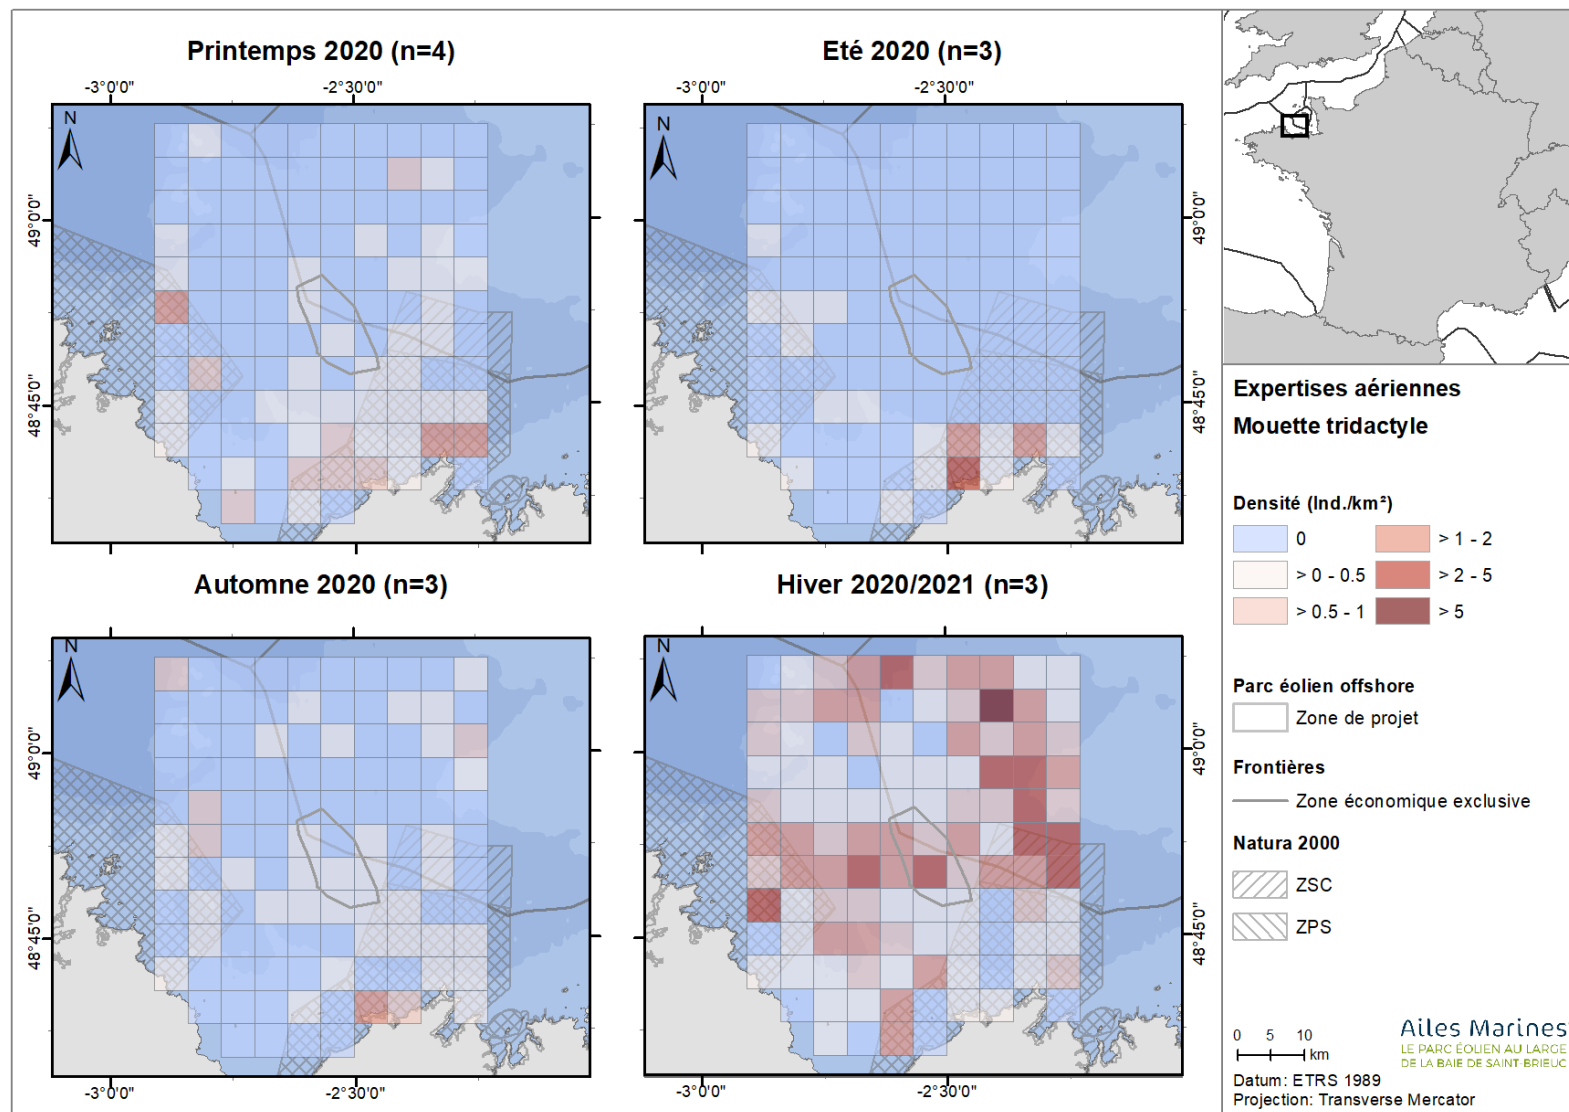 Printemps 2020 (n=4)
-3°0'0"
-2°30'0"
N
49°0'0"
48°45'0"
-3°0'0"
-2°30'0"
Eté 2020 (n=3)
-3°0'0"
-2°30'0"
N
49°0'0"
48°45'0"
Automne 2020 (n=3)
N
49°0'0"
48°45'0"
-3°0'0"
-2°30'0"
Hiver 2020/2021 (n=3)
N
49°0'0"
48°45'0"
-3°0'0"
-2°30'0"
Expertises aériennes
Mouette tridactyle
Densité (Ind./km²)
0
> 0 - 0.5
> 0.5 - 1
> 1 - 2
> 2 - 5
> 5
Parc éolien offshore
Zone de projet
Frontières
Zone économique exclusive
Natura 2000
ZSC
ZPS
0 5 10
km
Datum: ETRS 1989
Projection: Transverse Mercator
Ailes Marines
LE PARC ÉOLIEN AU LARGE
DE LA BAIE DE SAINT-BRIEUC